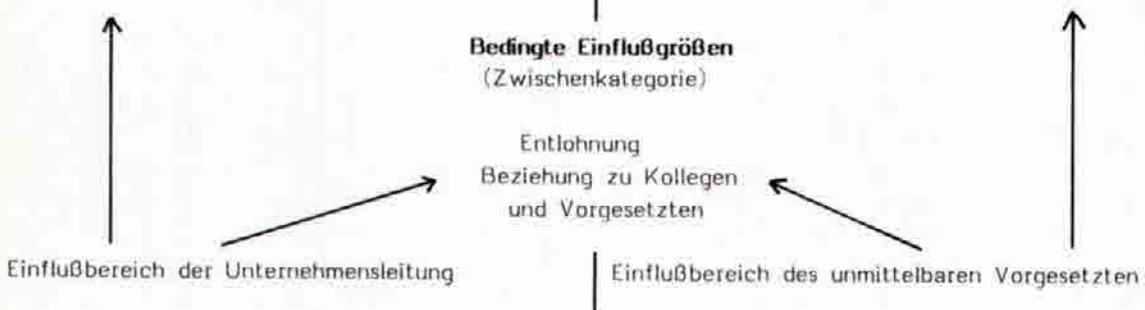 Bedingte Einflußgrößen
(Zwischenkategorie)
Entlohnung
Beziehung zu Kollegen
und Vorgesetzten
Einflußbereich der Unternehmensleitung
Einflußbereich des unmittelbaren Vorgesetzten